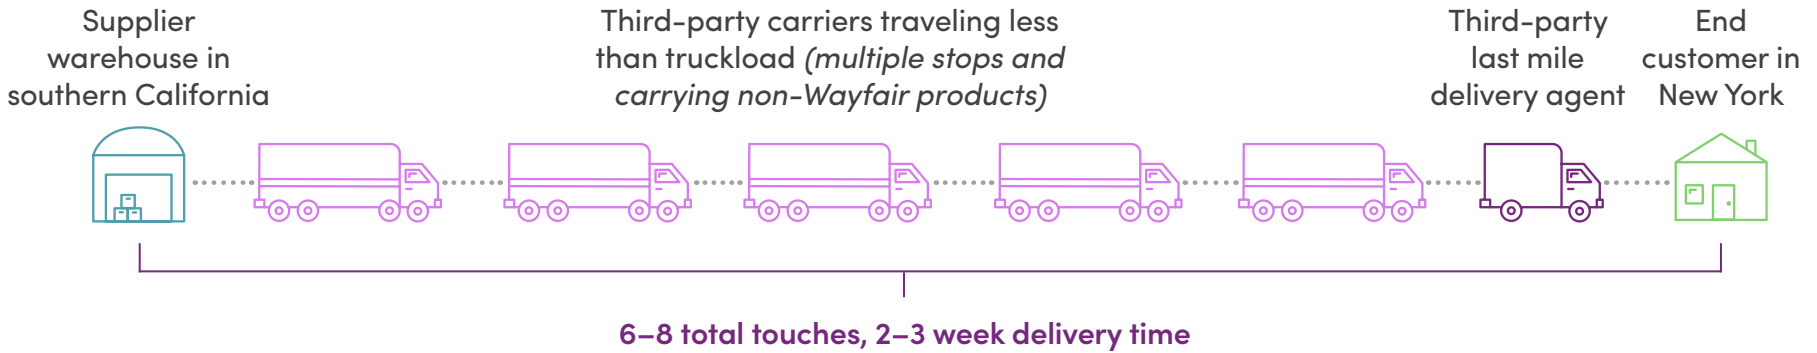 Supplier
warehouse in
southern California
Third-party carriers traveling less
than truckload (multiple stops and
carrying non-Wayfair products)
Third-party
last mile
delivery agent
End
customer in
New York
6–8 total touches, 2–3 week delivery time